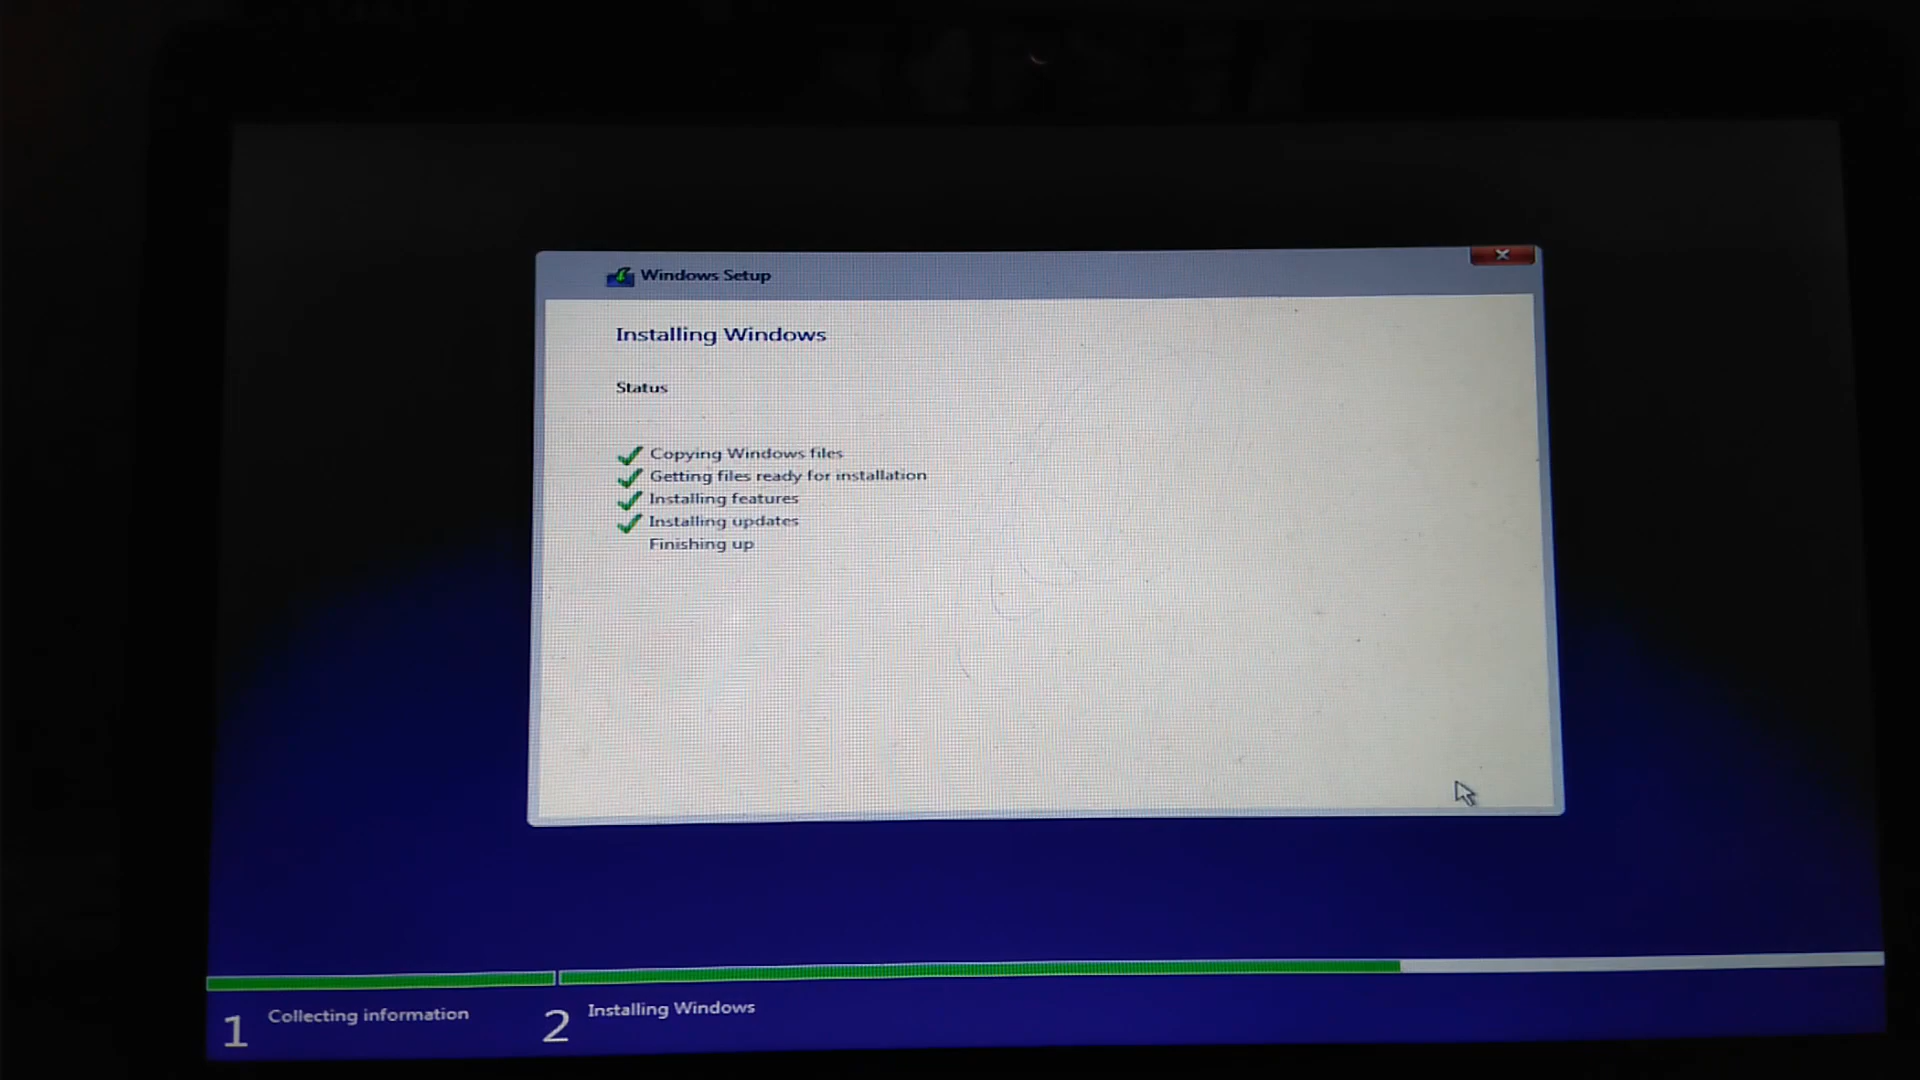 Windows Setup
Installing Windows
Status
Copying Windows files
Getting files ready for installation
Installing features
Installing updates
Finishing up
1 Collecting information
2 Installing Windows